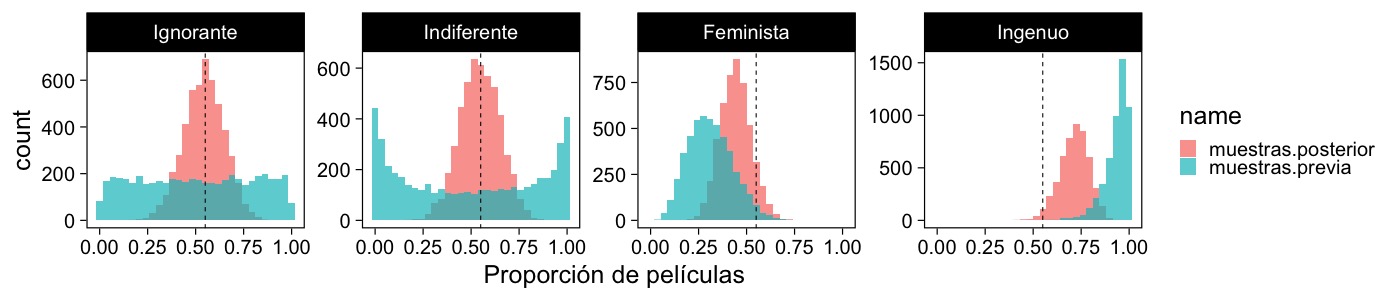 Ignorante Indiferente Feminista Ingenuo
count
600
400
200
0
600
400
200
0
750
500
250
0
1500
1000
500
0
0.00 0.25 0.50 0.75 1.00 0.00 0.25 0.50 0.75 1.00 0.00 0.25 0.50 0.75 1.00 0.00 0.25 0.50 0.75 1.00
Proporción de películas
name
muestras.posterior
muestras.previa